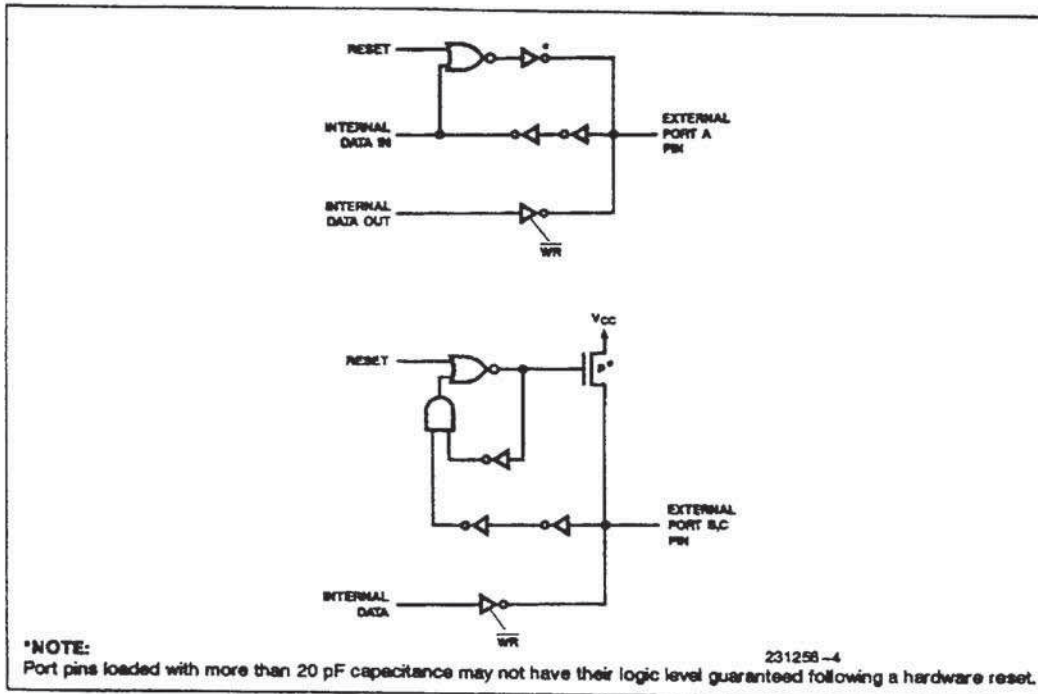 RESET
INTERNAL
DATA IN
EXTERNAL
PORT A
PIN
INTERNAL
DATA OUT
WR
VCC
RESET
P*
EXTERNAL
PORT B,C
PIN
INTERNAL
DATA
WR
*NOTE:
231256-4
Port pins loaded with more than 20 pF capacitance may not have their logic level guaranteed following a hardware reset.